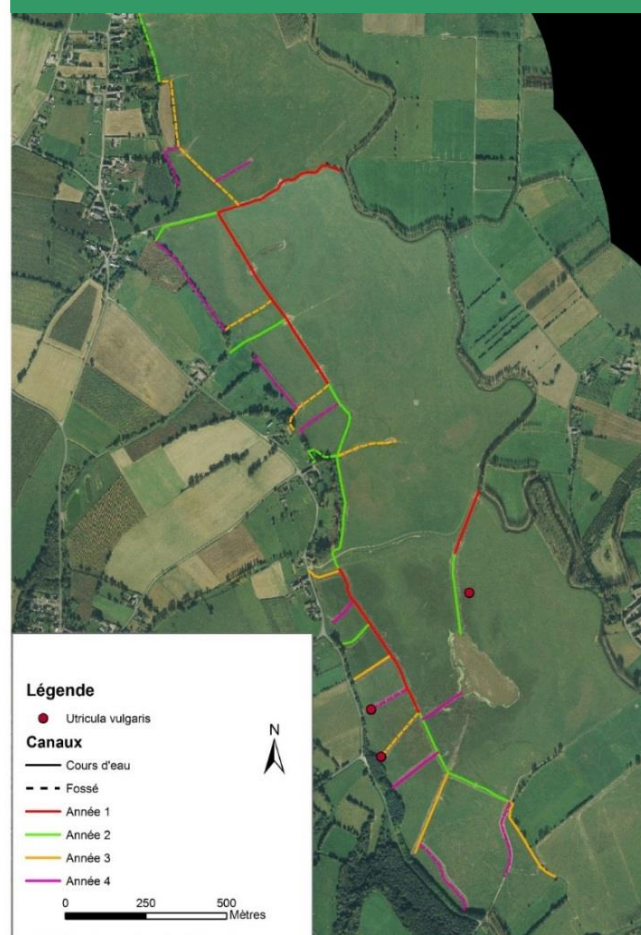 Légende
Utricula vulgaris
N
Canaux
Cours d'eau
Fossé
Année 1
Année 2
Année 3
Année 4
0 250 500
Mètres